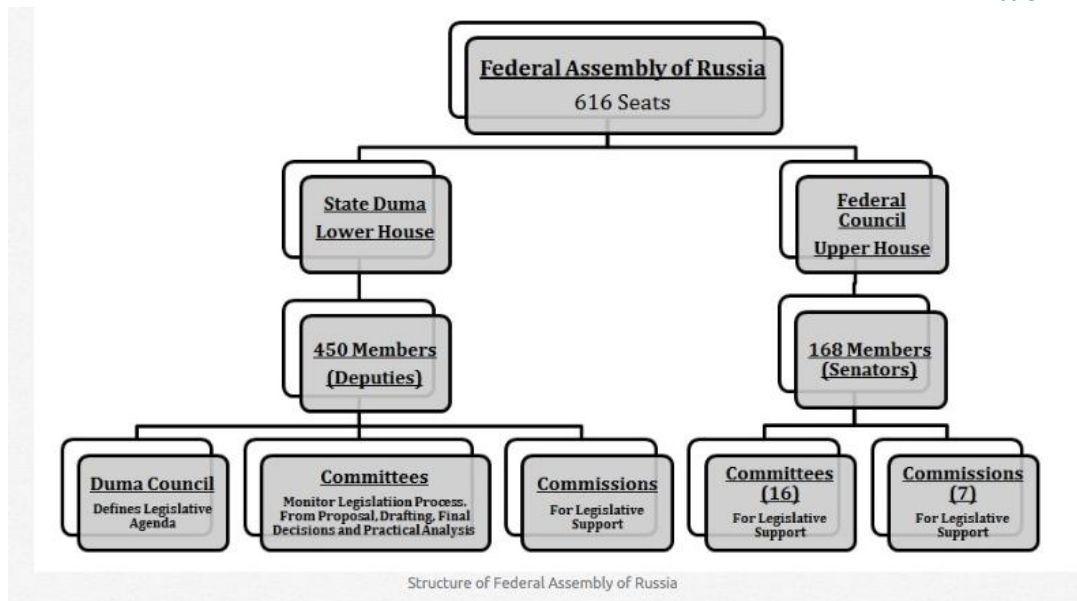 Federal Assembly of Russia
616 Seats
State Duma
Lower House
Federal
Council
Upper House
450 Members
(Deputies)
168 Members
(Senators)
Duma Council
Defines Legislative
Agenda
Committees
Monitor Legislatiion Process,
From Proposal, Drafting, Final
Decisions and Practical Analysis
Commissions
For Legislative
Support
Committees
(16)
For Legislative
Support
Commissions
(7)
For Legislative
Support
Structure of Federal Assembly of Russia